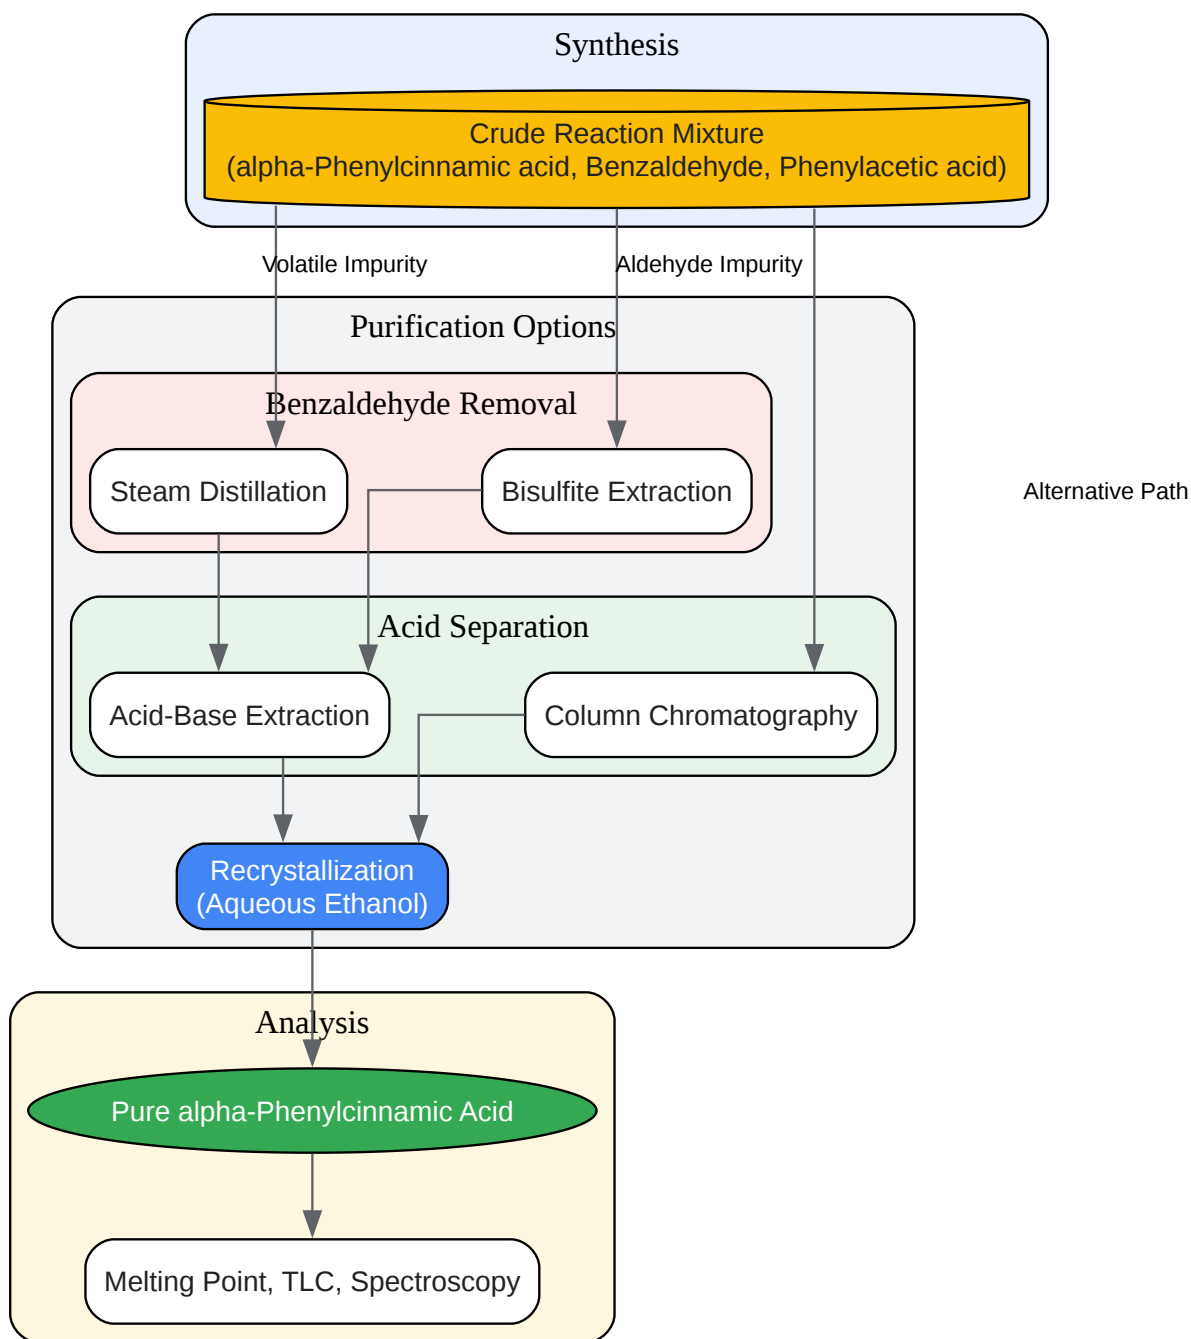 Synthesis
Crude Reaction Mixture
(alpha-Phenylcinnamic acid, Benzaldehyde, Phenylacetic acid)
Volatile Impurity
Aldehyde Impurity
Purification Options
Benzaldehyde Removal
Steam Distillation
Bisulfite Extraction
Alternative Path
Acid Separation
Acid-Base Extraction
Column Chromatography
Recrystallization
(Aqueous Ethanol)
Analysis
Pure alpha-Phenylcinnamic Acid
Melting Point, TLC, Spectroscopy